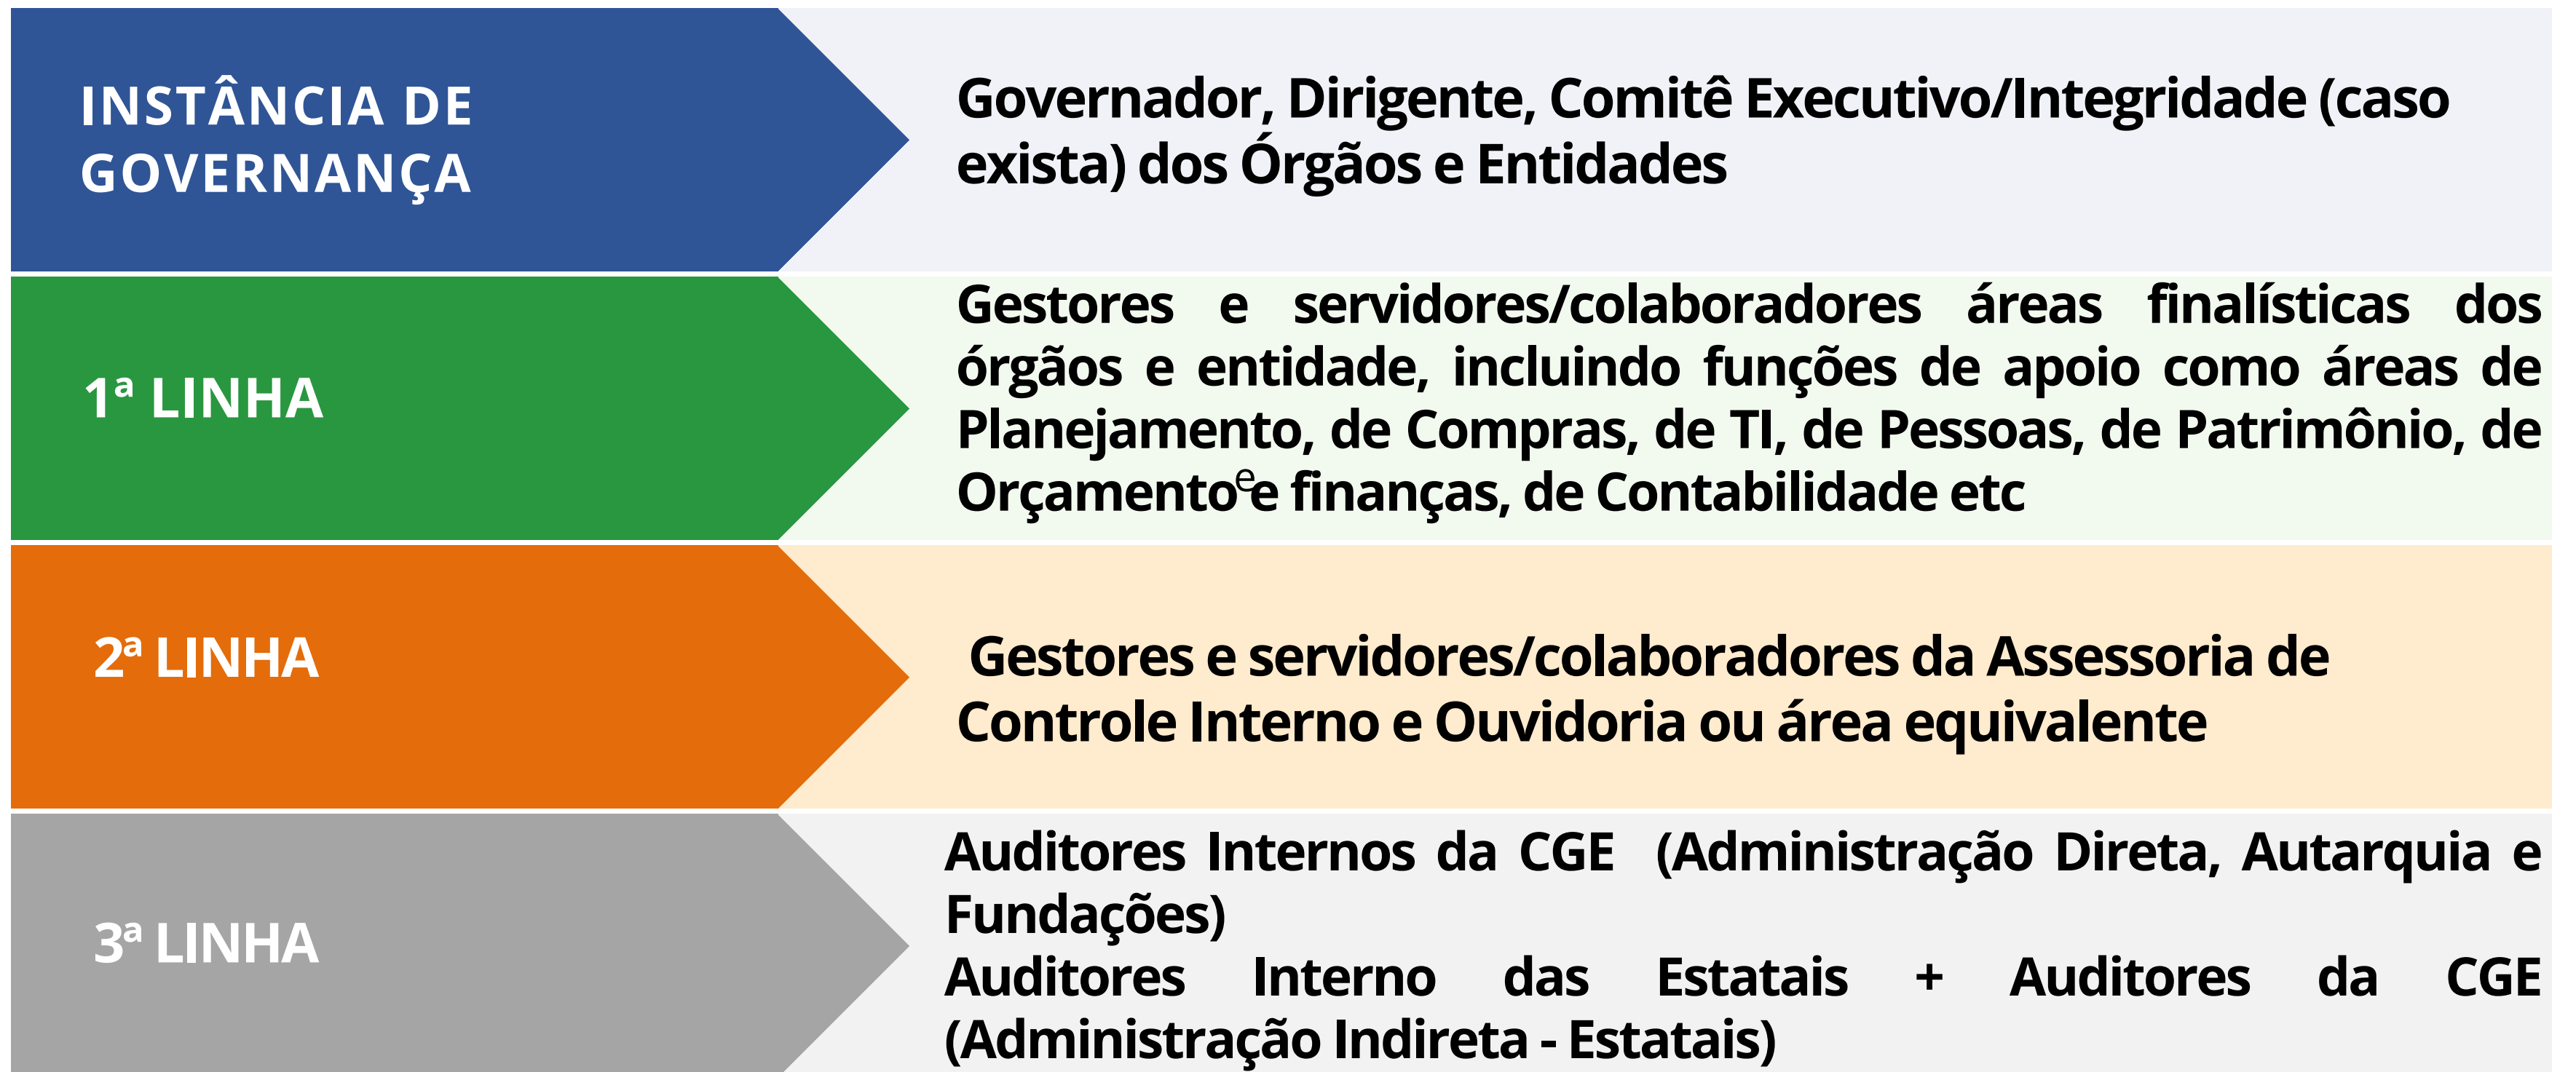 INSTÂNCIA DE
GOVERNANÇA
Governador, Dirigente, Comitê Executivo/Integridade (caso
exista) dos Órgãos e Entidades
1ª LINHA
Gestores e servidores/colaboradores áreas finalísticas dos
órgãos e entidade, incluindo funções de apoio como áreas de
Planejamento, de Compras, de TI, de Pessoas, de Patrimônio, de
Orçamento e e finanças, de Contabilidade etc
2ª LINHA
Gestores e servidores/colaboradores da Assessoria de
Controle Interno e Ouvidoria ou área equivalente
3ª LINHA
Auditores Internos da CGE (Administração Direta, Autarquia e
Fundações)
Auditores Interno das Estatais + Auditores da CGE
(Administração Indireta - Estatais)